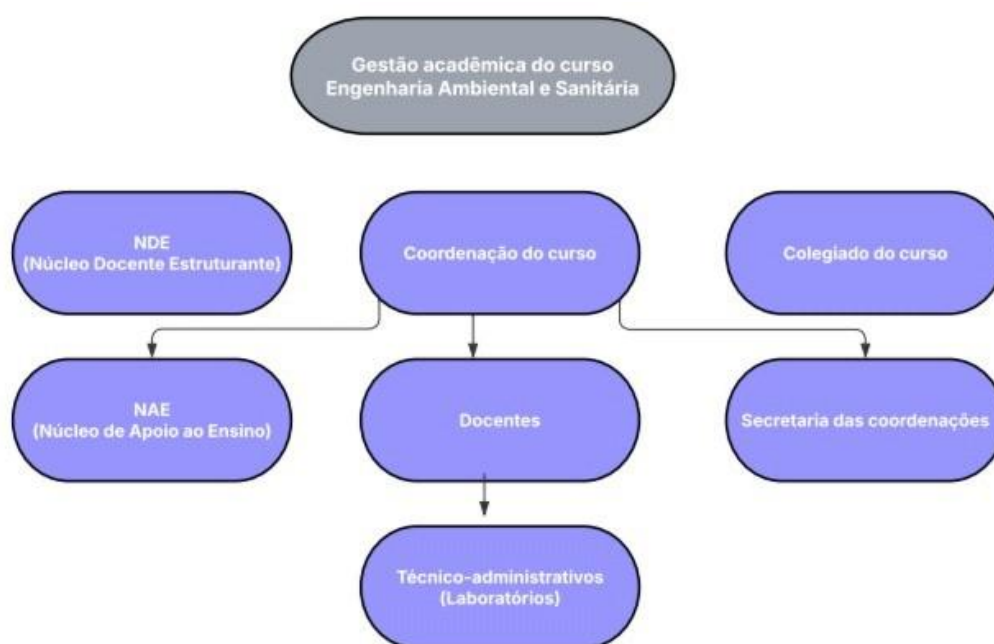 Gestão acadêmica do curso
Engenharia Ambiental e Sanitária
NDE
(Núcleo Docente Estruturante)
Coordenação do curso
Colegiado do curso
NAE
(Núcleo de Apoio ao Ensino)
Docentes
Secretaria das coordenações
Técnico-administrativos
(Laboratórios)